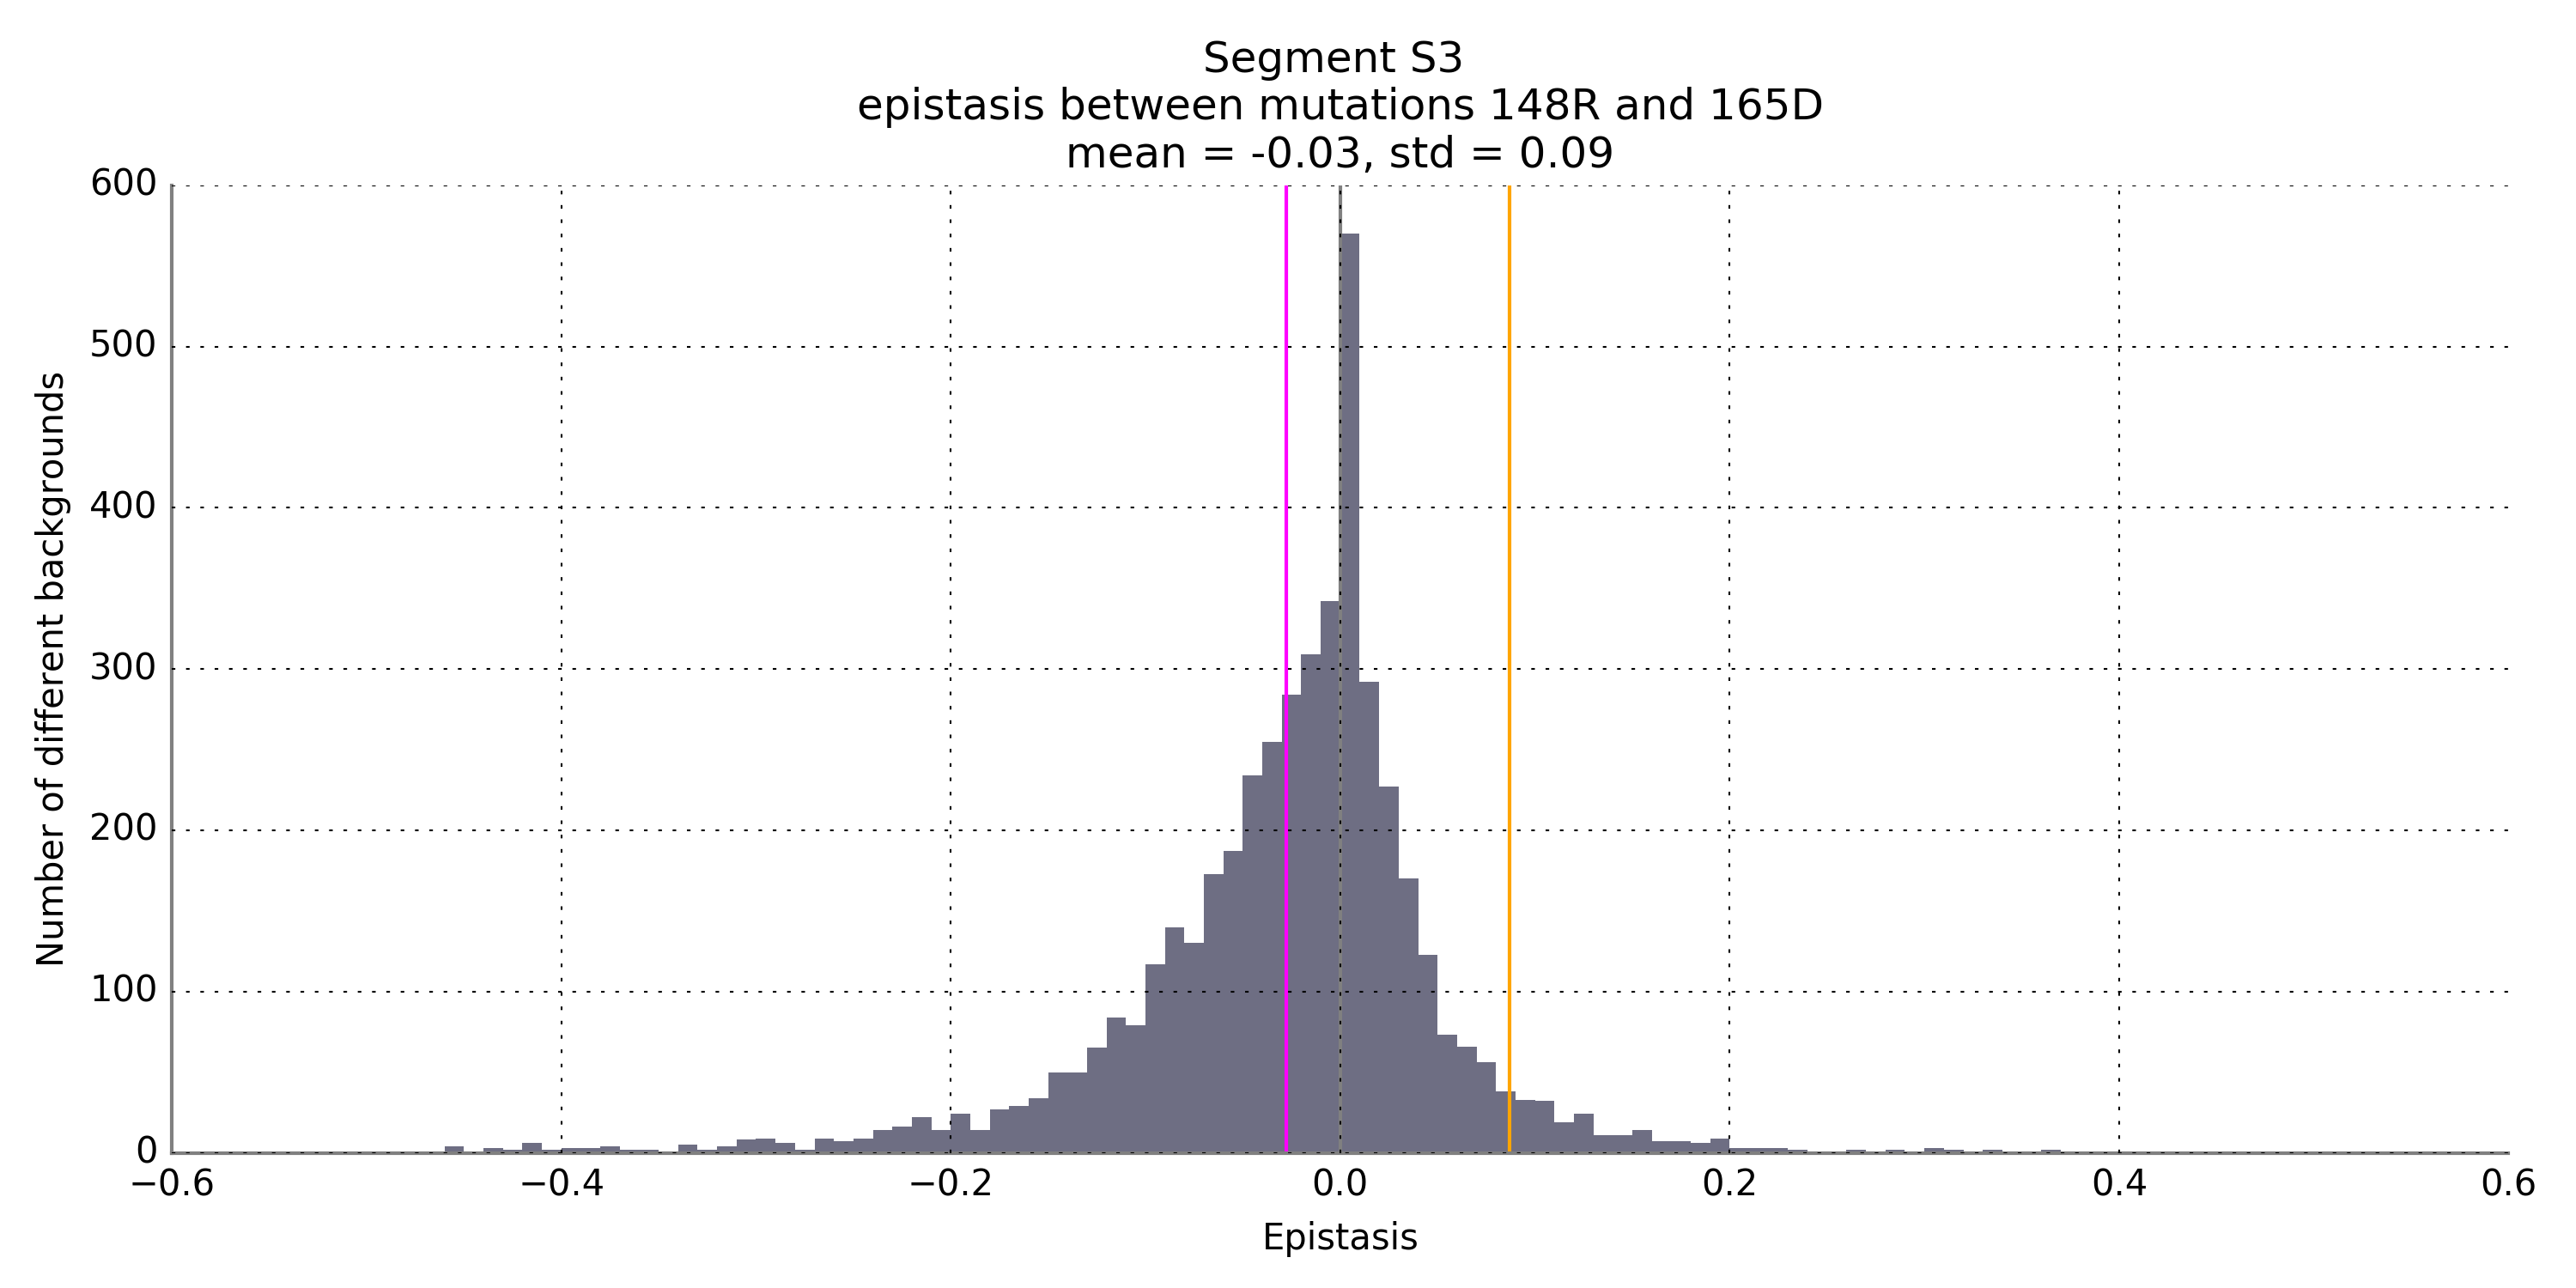 Segment S3
epistasis between mutations 148R and 165D
mean = -0.03, std = 0.09
600
500
400
300
200
100
0
Number of different backgrounds
−0.6 −0.4 −0.2 0.0 0.2 0.4 0.6
Epistasis